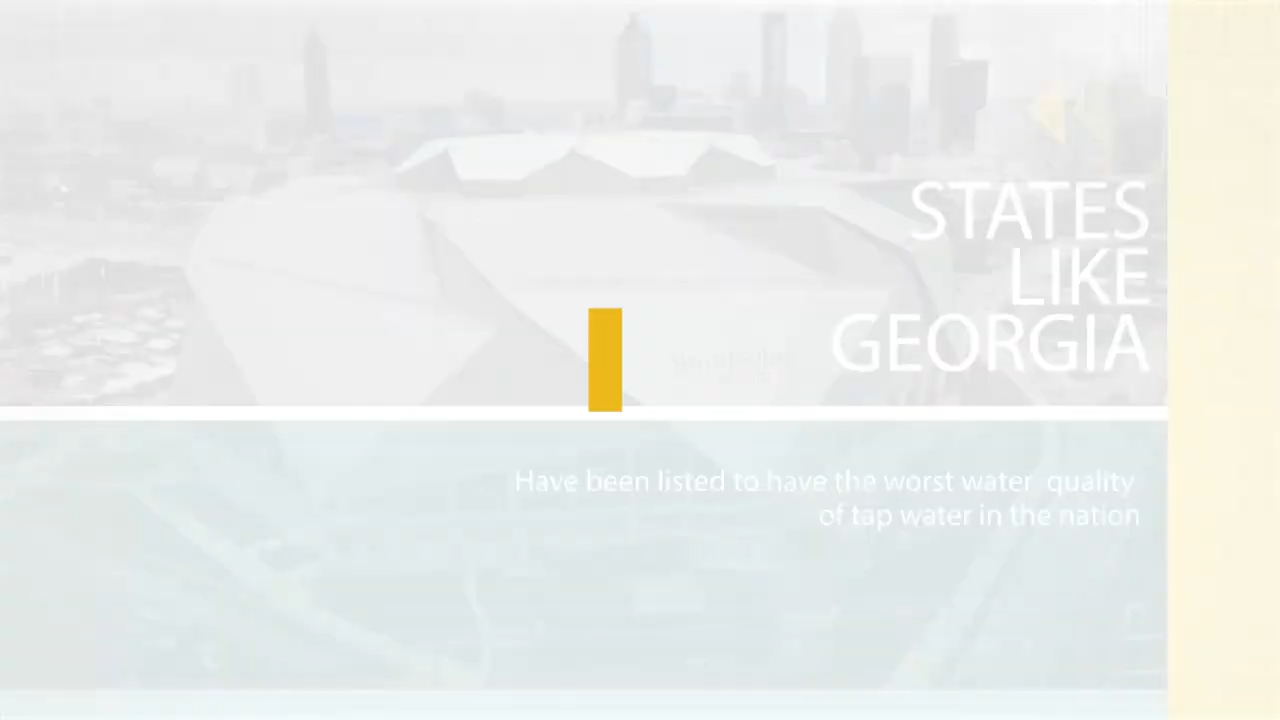 STATES
LIKE
GEORGIA
Have been listed to have the worst water quality
of tap water in the nation